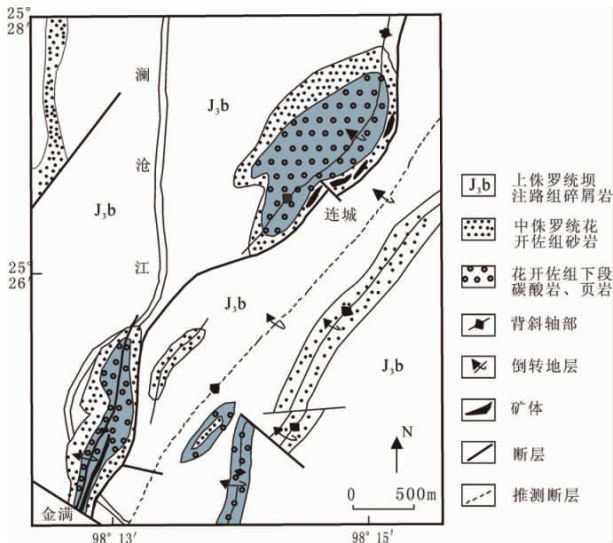 25°
28′
澜
沧
江
J₃b
J₃b
连城
25°
26′
J₃b
J₃b
N
0 500m
金满
98° 13′
98° 15′
J₃b
上侏罗统坝
注路组碎屑岩
中侏罗统花
开佐组砂岩
花开佐组下段
碳酸岩、页岩
背斜轴部
倒转地层
矿体
断层
推测断层